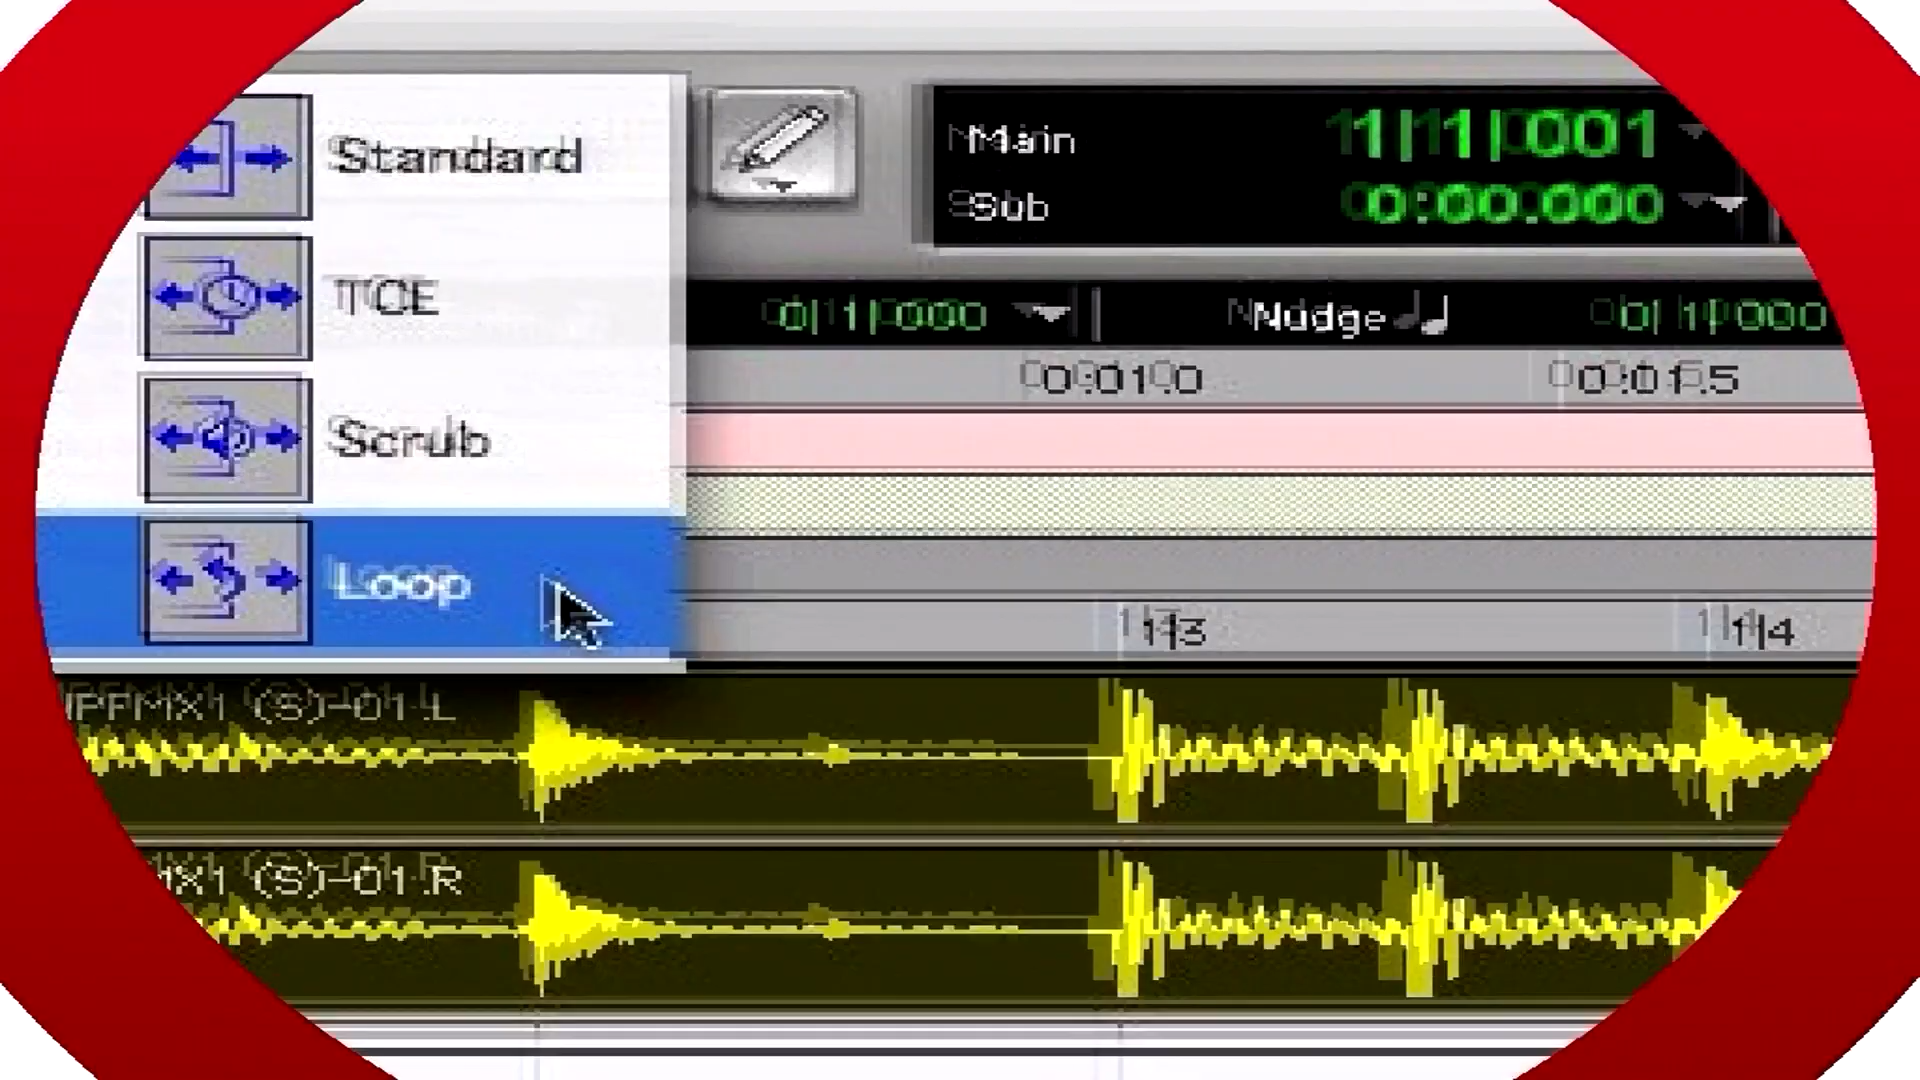 Standard
Main 1|1|001
Sub 0:00.000
TCE
0|1|000 Nudge 0|1|000
0:01.0 0:01.5
Scrub
Loop
1|3 1|4
(S)-01.L
MX1 (S)-01.R